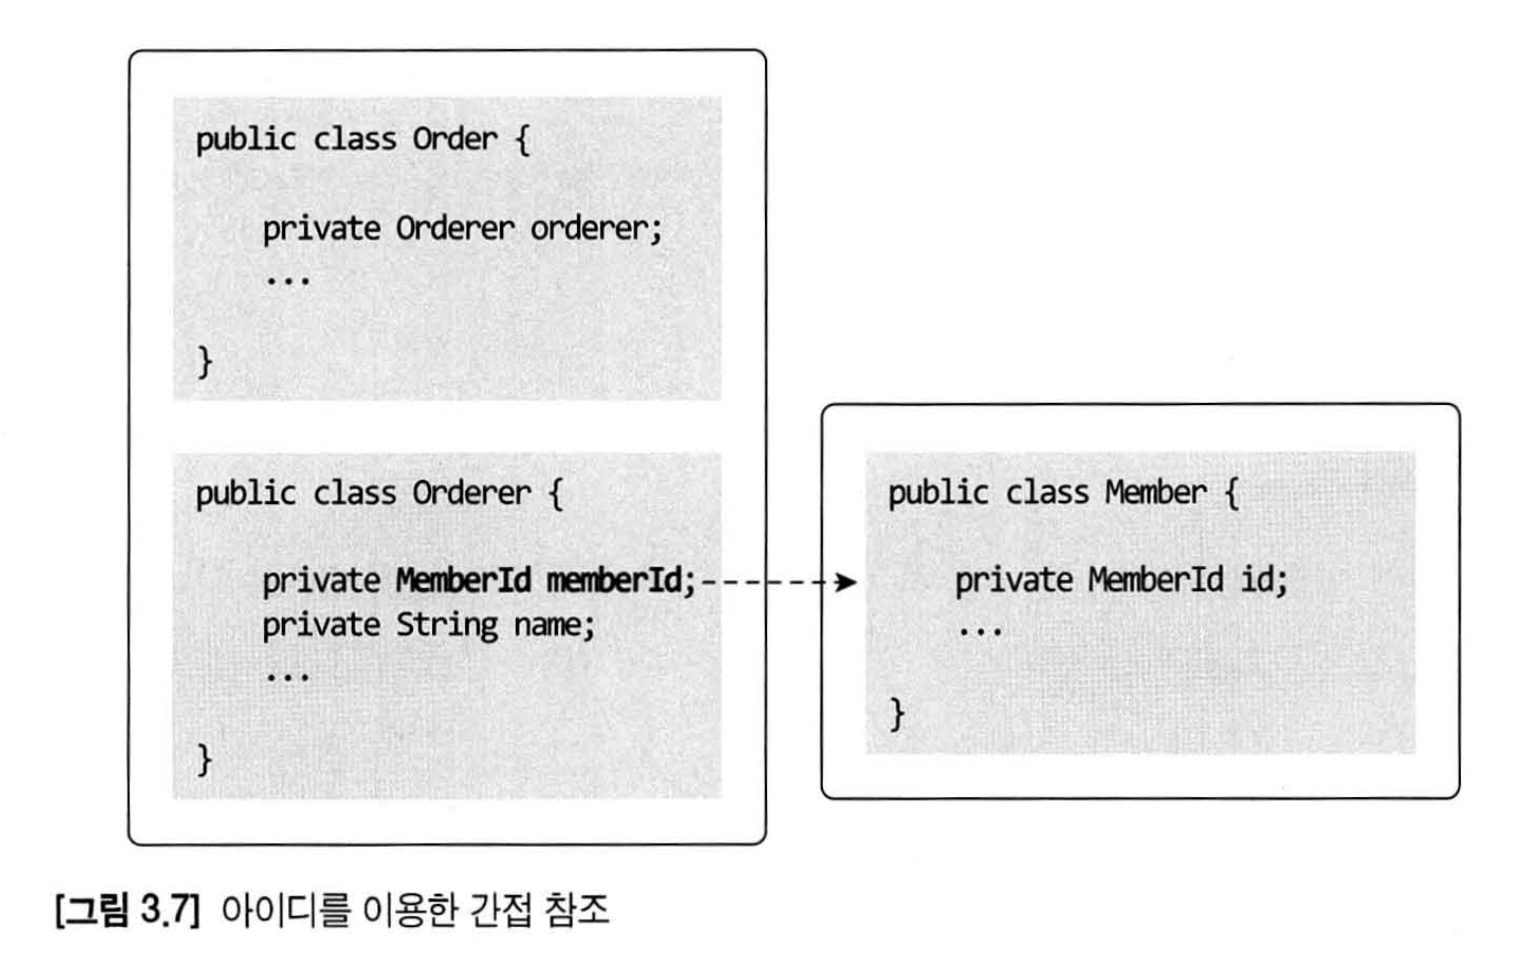 public class Order {
private Orderer orderer;
...
}
public class Orderer {
private MemberId memberId;
private String name;
...
}
public class Member {
private MemberId id;
...
}
[그림 3.7] 아이디를 이용한 간접 참조